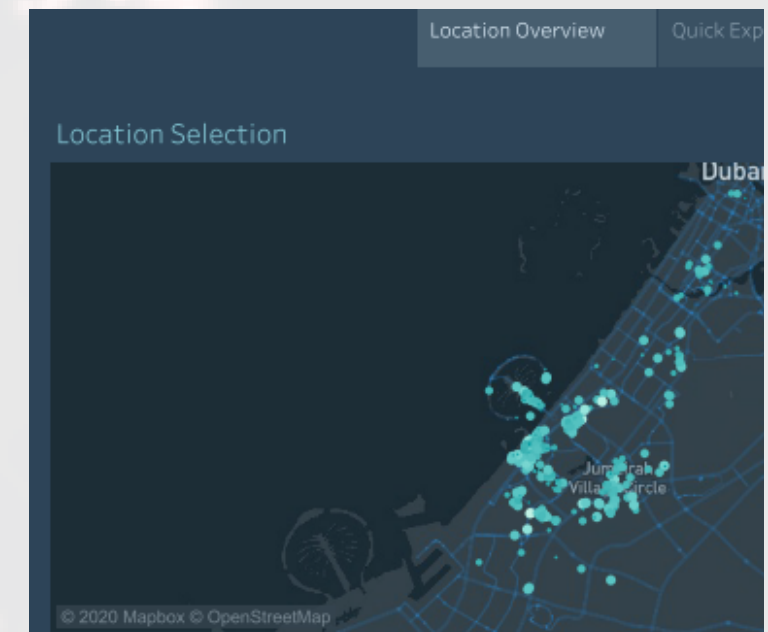 Location Overview
Quick Exp
Location Selection
Dubai
Jumeirah
Village Circle
© 2020 Mapbox © OpenStreetMap